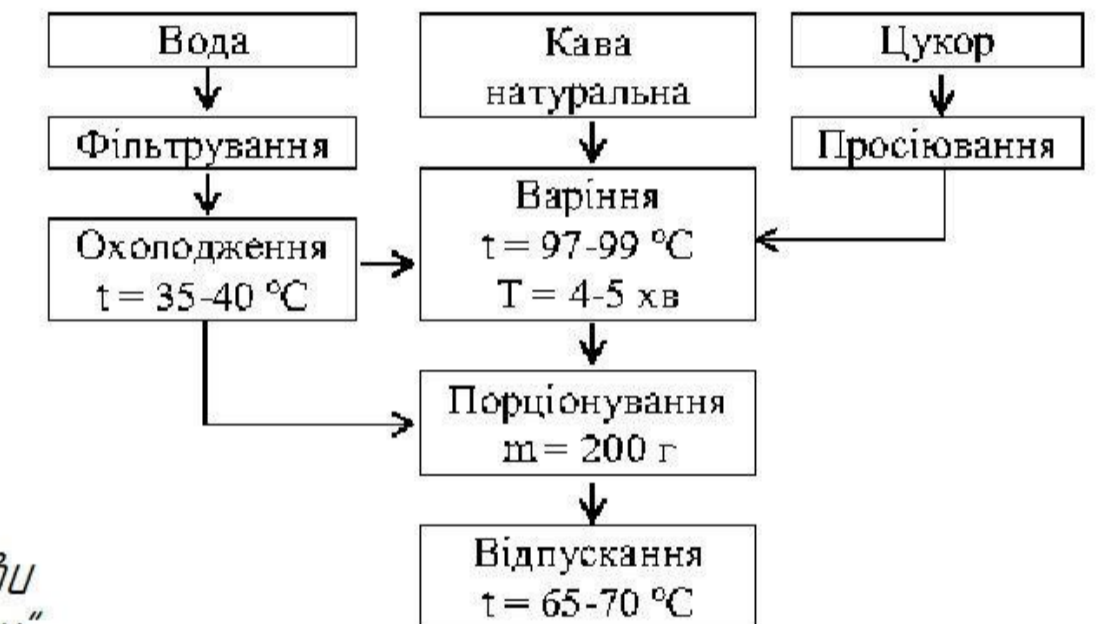 Вода
Фільтрування
Охолодження
t = 35-40 °C
Кава
натуральна
Варіння
t = 97-99 °C
T = 4-5 хв
Цукор
Просіювання
Порціонування
m = 200 г
Відпускання
t = 65-70 °C